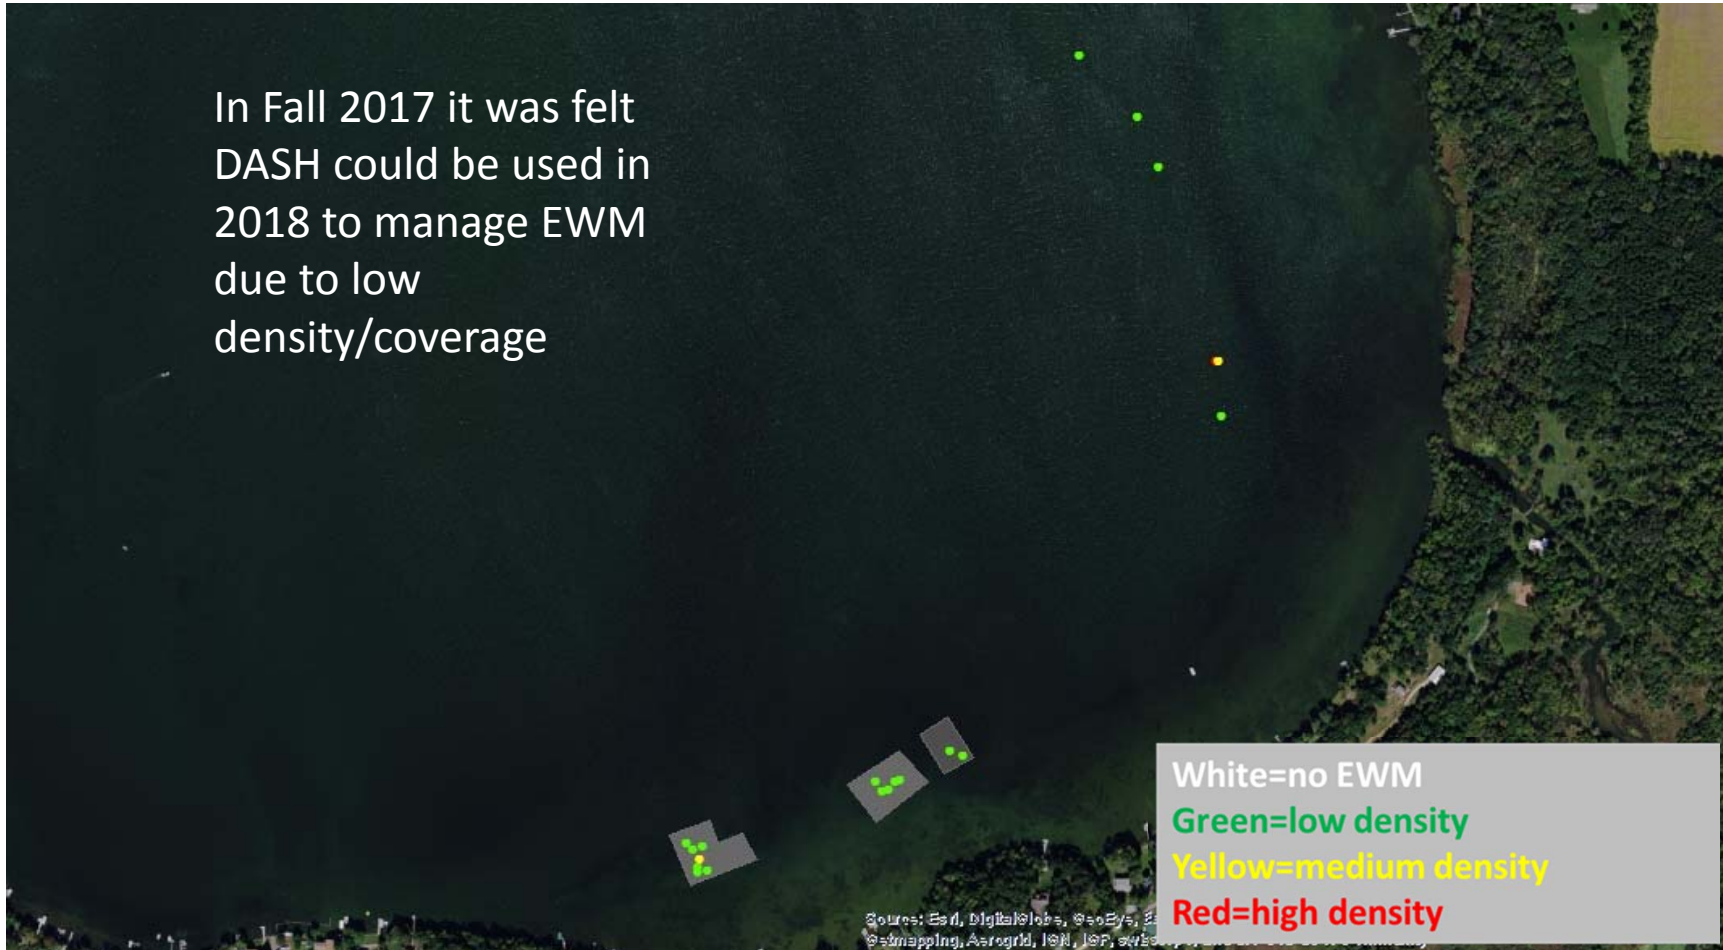 In Fall 2017 it was felt
DASH could be used in
2018 to manage EWM
due to low
density/coverage
White=no EWM
Green=low density
Yellow=medium density
Red=high density
Source: Esri, DigitalGlobe, GeoEye,
Getmapping, Aerogrid, IGN, IGP,